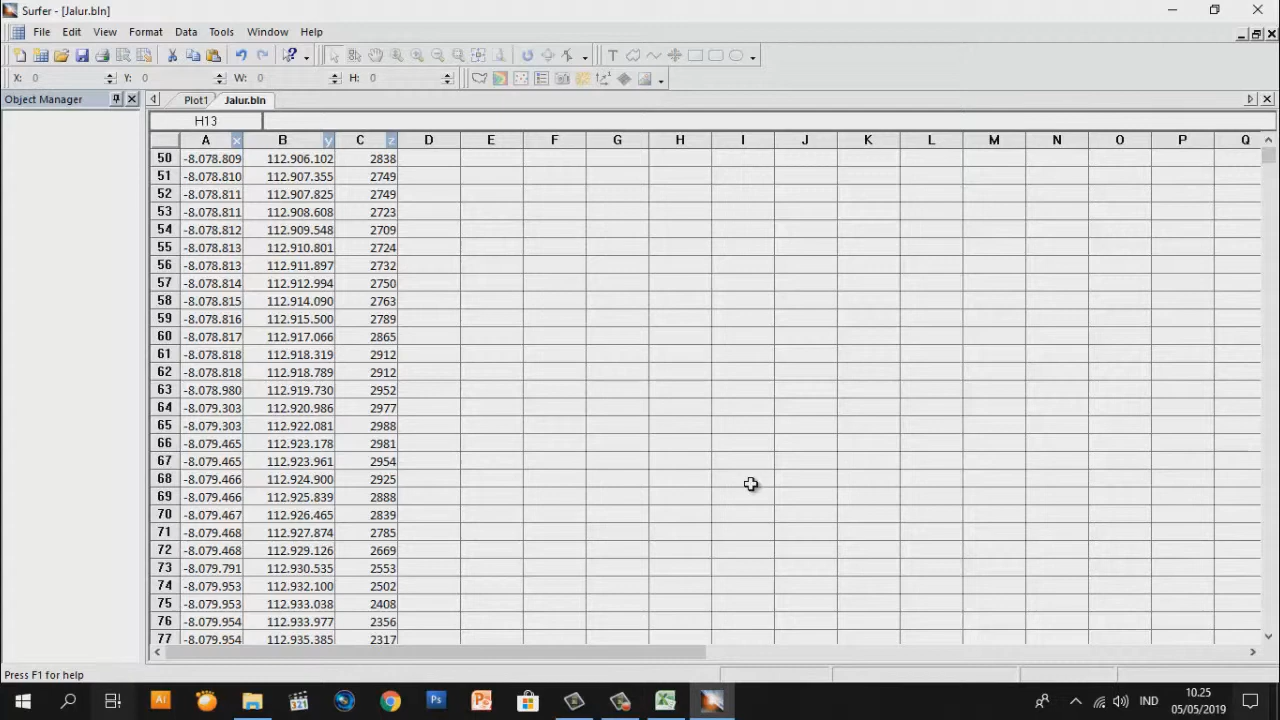 Surfer - [Jalur.bln]
File Edit View Format Data Tools Window Help
X: 0 Y: 0 W: 0 H: 0
Object Manager Plot1 Jalur.bln
H13
A x B y C z D E F G H I J K L M N O P Q
50 -8.078.809 112.906.102 2838
51 -8.078.810 112.907.355 2749
52 -8.078.811 112.907.825 2749
53 -8.078.811 112.908.608 2723
54 -8.078.812 112.909.548 2709
55 -8.078.813 112.910.801 2724
56 -8.078.813 112.911.897 2732
57 -8.078.814 112.912.994 2750
58 -8.078.815 112.914.090 2763
59 -8.078.816 112.915.500 2789
60 -8.078.817 112.917.066 2865
61 -8.078.818 112.918.319 2912
62 -8.078.818 112.918.789 2912
63 -8.078.980 112.919.730 2952
64 -8.079.303 112.920.986 2977
65 -8.079.303 112.922.081 2988
66 -8.079.465 112.923.178 2981
67 -8.079.465 112.923.961 2954
68 -8.079.466 112.924.900 2925
69 -8.079.466 112.925.839 2888
70 -8.079.467 112.926.465 2839
71 -8.079.468 112.927.874 2785
72 -8.079.468 112.929.126 2669
73 -8.079.791 112.930.535 2553
74 -8.079.953 112.932.100 2502
75 -8.079.953 112.933.038 2408
76 -8.079.954 112.933.977 2356
77 -8.079.954 112.935.385 2317
Press F1 for help
Ai 321 Ps IND 10.25
05/05/2019